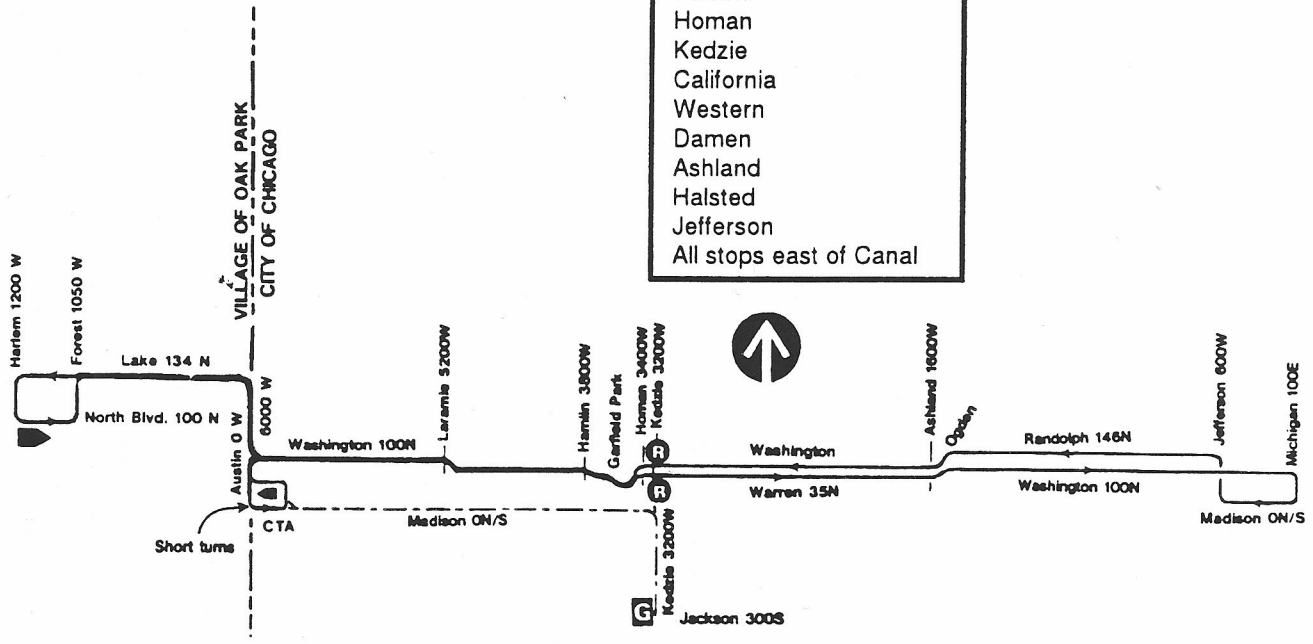 Homan
Kedzie
California
Western
Damen
Ashland
Halsted
Jefferson
All stops east of Canal
VILLAGE OF OAK PARK
CITY OF CHICAGO
Harlem 1200 W
Forest 1050 W
Lake 134 N
North Blvd. 100 N
Austin 0 W
6000 W
Washington 100N
Laramie 5200W
Hamlin 3800W
Garfield Park
Homan 3400W
Kedzie 3200W
R
R
Washington
Warren 35N
Ashland 1600W
Ogden
Randolph 146N
Washington 100N
Jefferson 600W
Michigan 100E
Madison 0N/S
CTA
Short turns
Madison 0N/S
Kedzie 3200W
G
Jackson 300S